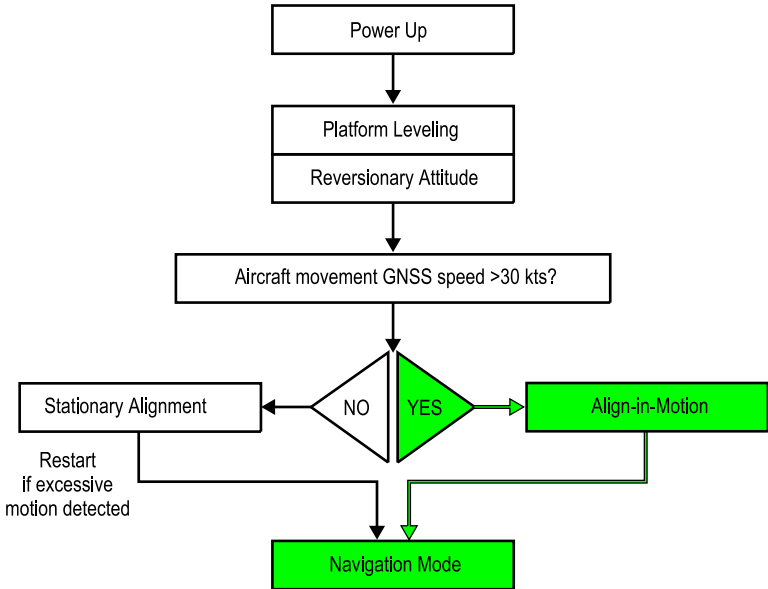 Power Up
Platform Leveling
Reversionary Attitude
Aircraft movement GNSS speed >30 kts?
Stationary Alignment
NO
YES
Align-in-Motion
Restart
if excessive
motion detected
Navigation Mode